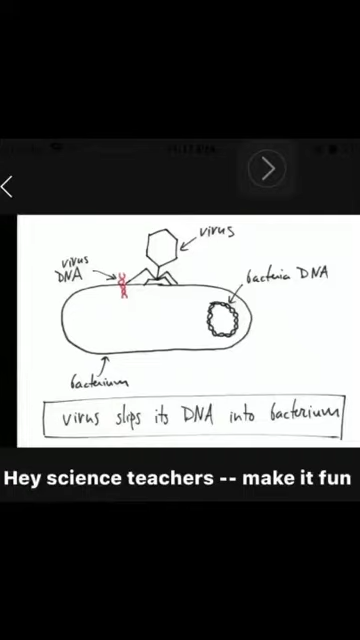 virus
virus
DNA
bacteria DNA
bacterium
virus slips its DNA into bacterium
Hey science teachers -- make it fun